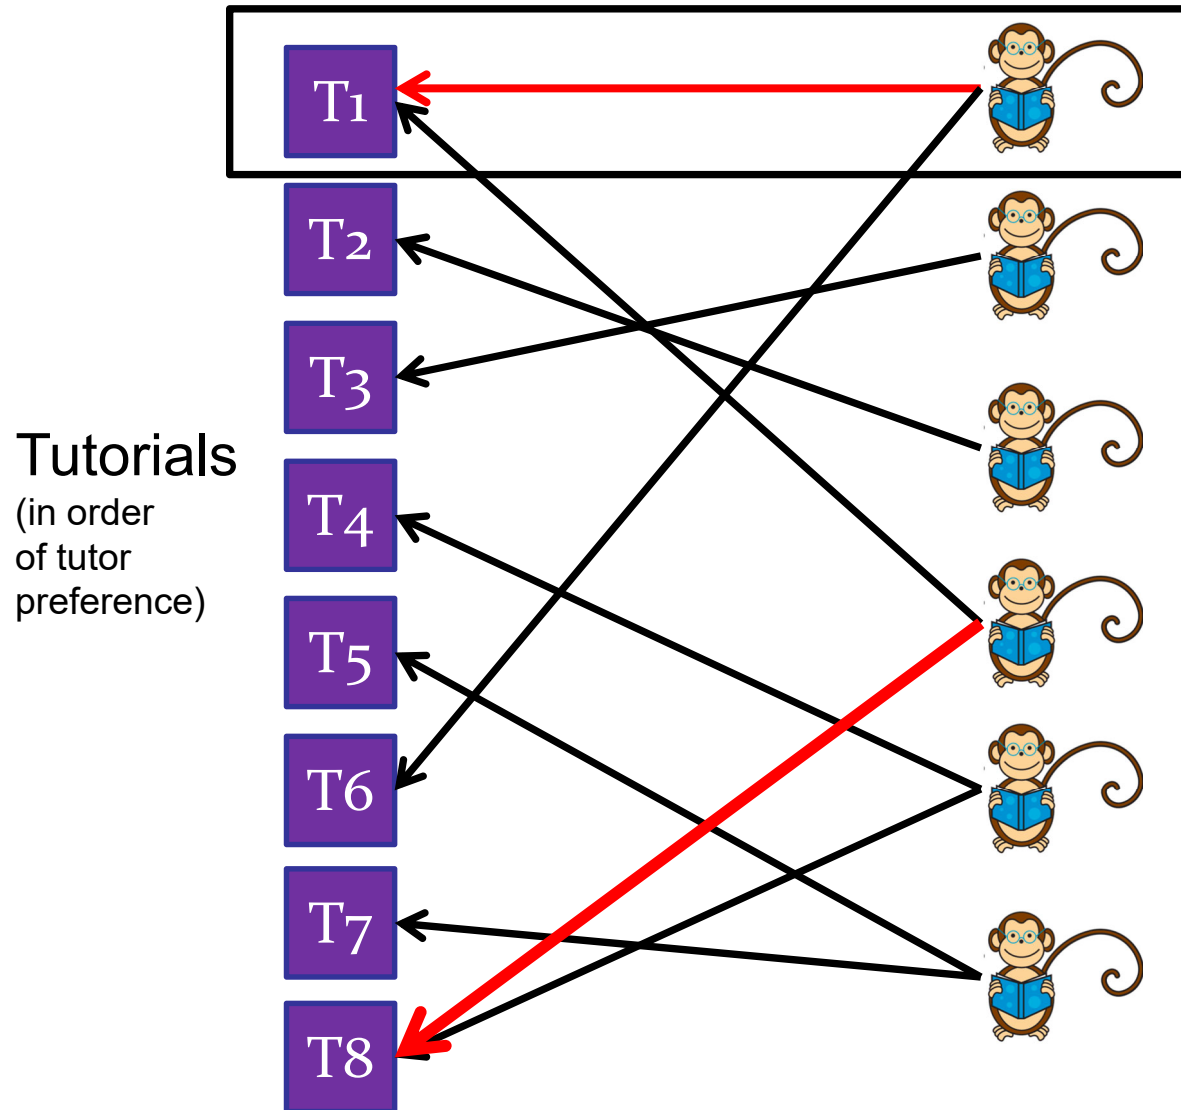 T1
T2
T3
Tutorials
(in order
of tutor
preference)
T4
T5
T6
T7
T8